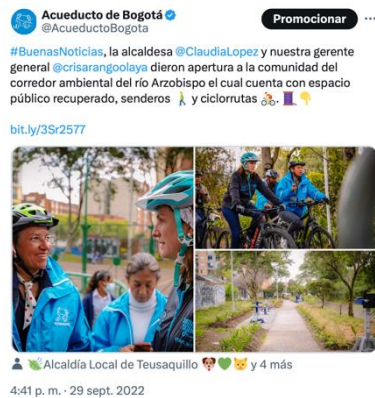 Acueducto de Bogotá
@AcueductoBogota
Promocionar
#BuenasNoticias, la alcaldesa @ClaudiaLopez y nuestra gerente
general @crisarangoolaya dieron apertura a la comunidad del
corredor ambiental del río Arzobispo el cual cuenta con espacio
público recuperado, senderos 🚶 y ciclorrutas 🚴. 🧵👇
bit.ly/3Sr2577
Alcaldía Local de Teusaquillo 🐶💚🐱 y 4 más
4:41 p. m. · 29 sept. 2022